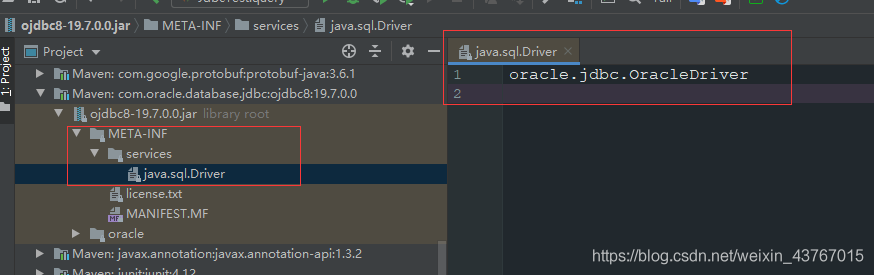 ojdbc8-19.7.0.0.jar META-INF services java.sql.Driver
Project
java.sql.Driver
1: Project
Maven: com.google.protobuf:protobuf-java:3.6.1
1 oracle.jdbc.OracleDriver
Maven: com.oracle.database.jdbc:ojdbc8:19.7.0.0
2
ojdbc8-19.7.0.0.jar library root
META-INF
services
java.sql.Driver
license.txt
MANIFEST.MF
oracle
Maven: javax.annotation:javax.annotation-api:1.3.2
https://blog.csdn.net/weixin_43767015